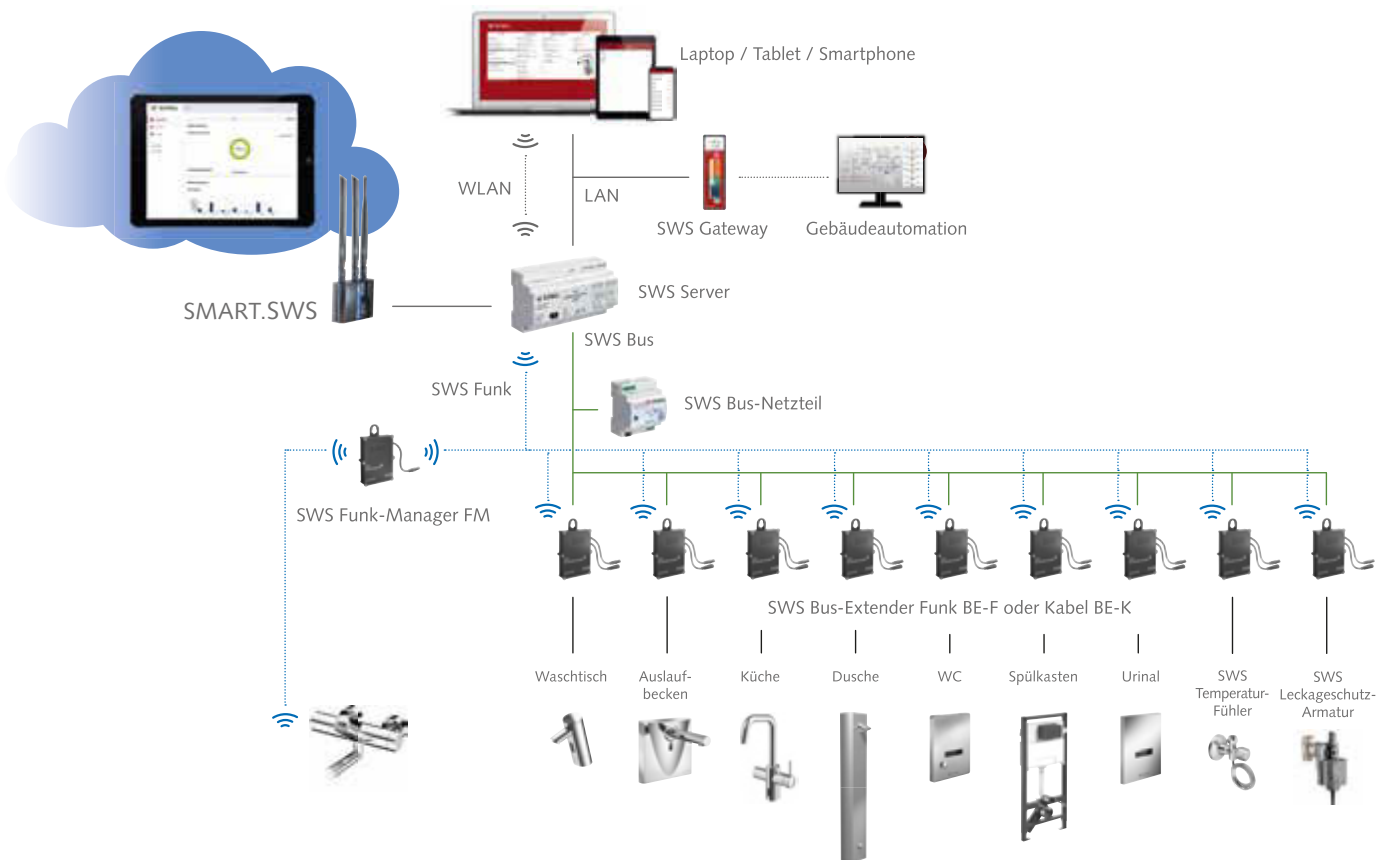 Laptop / Tablet / Smartphone
WLAN
LAN
SWS Gateway
Gebäudeautomation
SMART.SWS
SWS Server
SWS Bus
SWS Funk
SWS Bus-Netzteil
SWS Funk-Manager FM
SWS Bus-Extender Funk BE-F oder Kabel BE-K
Waschtisch
Auslauf-
becken
Küche
Dusche
WC
Spülkasten
Urinal
SWS
Temperatur-
Fühler
SWS
Leckageschutz-
Armatur